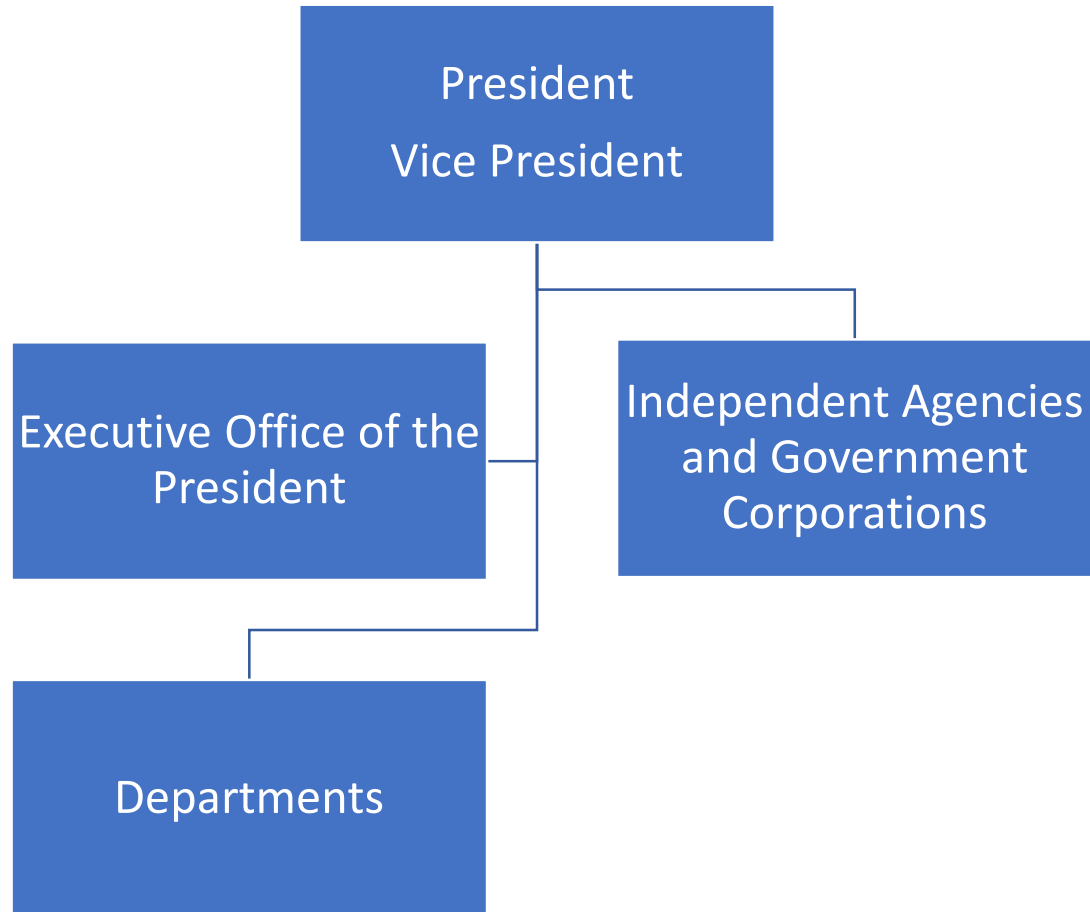 President
Vice President
Executive Office of the
President
Independent Agencies
and Government
Corporations
Departments